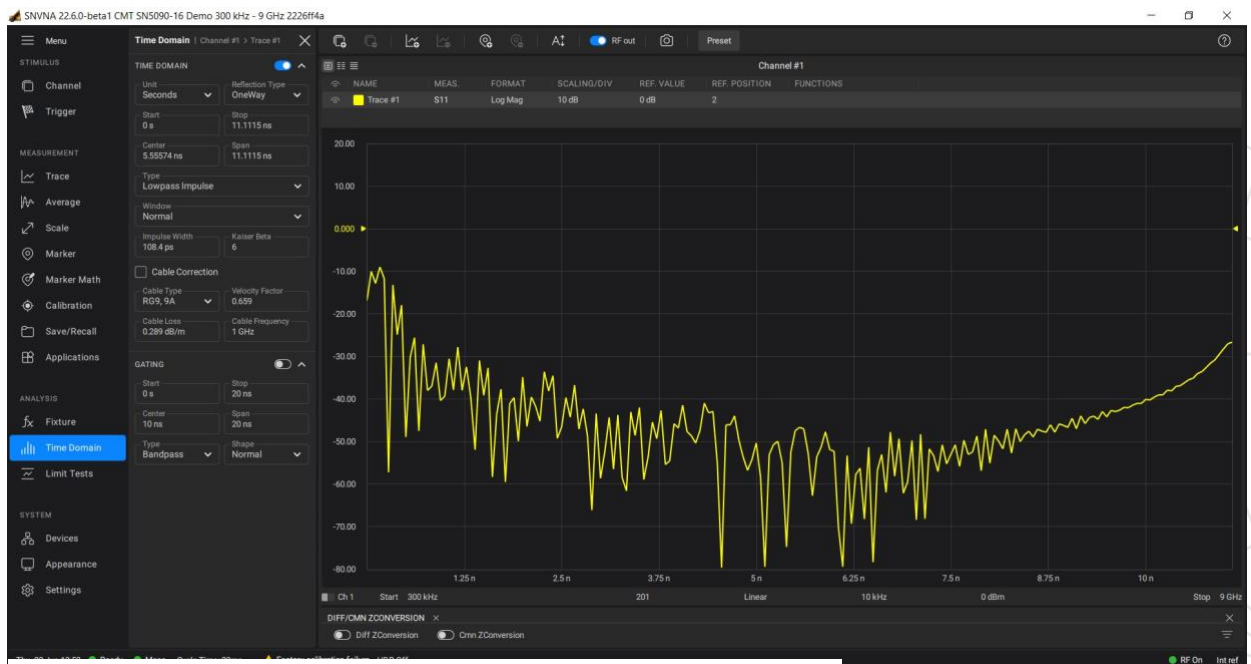 SNVNA 22.6.0-beta1 CMT SN5090-16 Demo 300 kHz - 9 GHz 2226ff4a
Menu
STIMULUS
Channel
Trigger
MEASUREMENT
Trace
Average
Scale
Marker
Marker Math
Calibration
Save/Recall
Applications
ANALYSIS
Fixture
Time Domain
Limit Tests
SYSTEM
Devices
Appearance
Settings
Time Domain | Channel #1 > Trace #1
TIME DOMAIN
Unit Reflection Type
Seconds OneWay
Start Stop
0 s 11.1115 ns
Center Span
5.55574 ns 11.1115 ns
Type
Lowpass Impulse
Window
Normal
Impulse Width Kaiser Beta
108.4 ps 6
Cable Correction
Cable Type Velocity Factor
RG9, 9A 0.659
Cable Loss Cable Frequency
0.289 dB/m 1 GHz
GATING
Start Stop
0 s 20 ns
Center Span
10 ns 20 ns
Type Shape
Bandpass Normal
RF out Preset
Channel #1
NAME MEAS. FORMAT SCALING/DIV REF. VALUE REF. POSITION FUNCTIONS
Trace #1 S11 Log Mag 10 dB 0 dB 2
20.00
10.00
0.000
-10.00
-20.00
-30.00
-40.00
-50.00
-60.00
-70.00
-80.00
1.25 n 2.5 n 3.75 n 5 n 6.25 n 7.5 n 8.75 n 10 n
Ch 1 Start 300 kHz 201 Linear 10 kHz 0 dBm Stop 9 GHz
DIFF/CMN ZCONVERSION
Diff ZConversion Cmn ZConversion
RF On Int ref